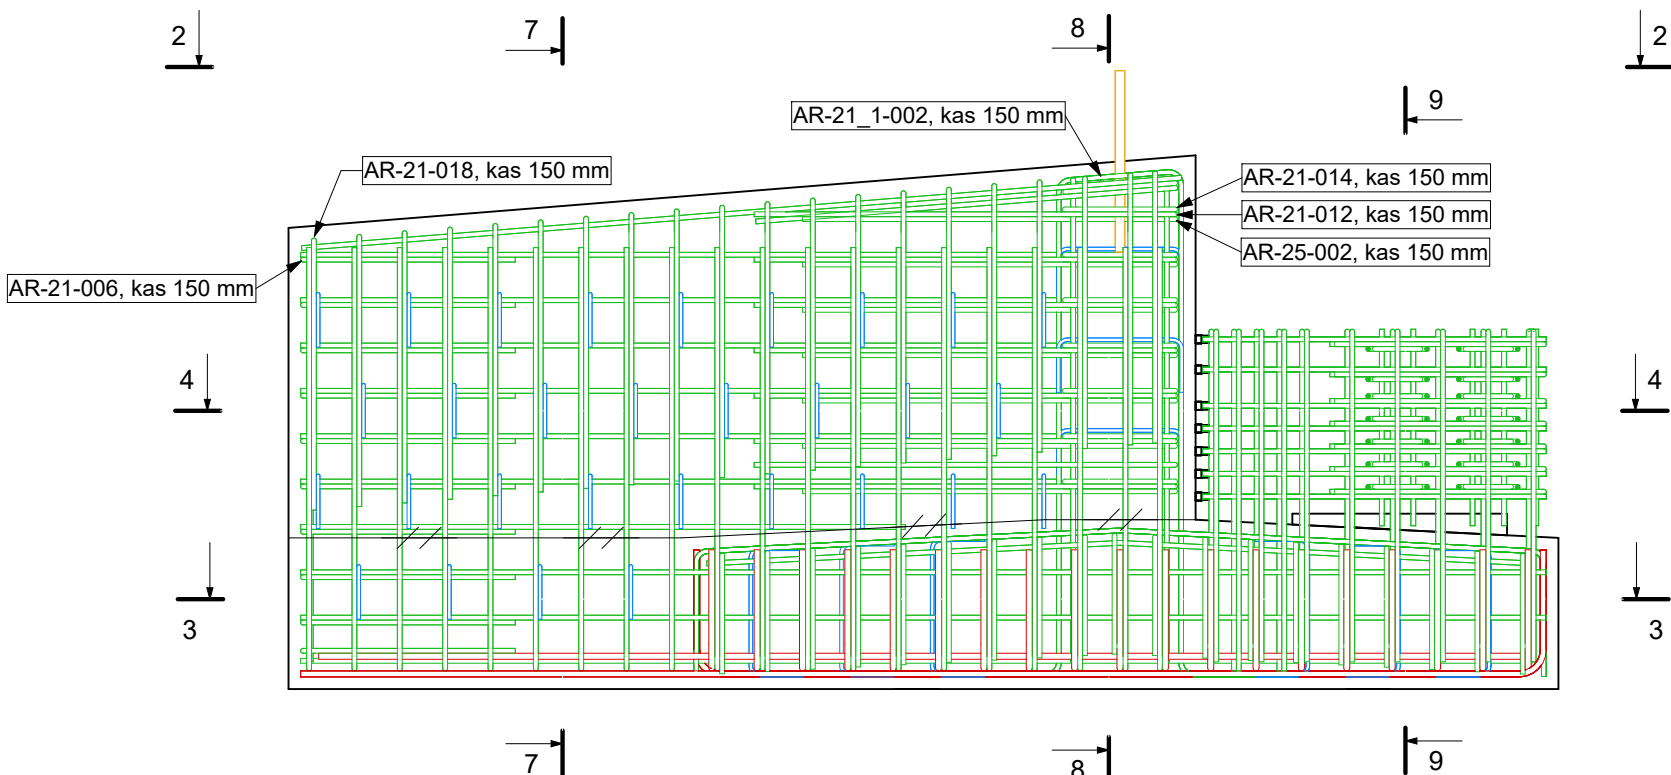 7
8
2
2
9
AR-21_1-002, kas 150 mm
AR-21-018, kas 150 mm
AR-21-014, kas 150 mm
AR-21-012, kas 150 mm
AR-25-002, kas 150 mm
AR-21-006, kas 150 mm
4
4
3
3
7
8
9